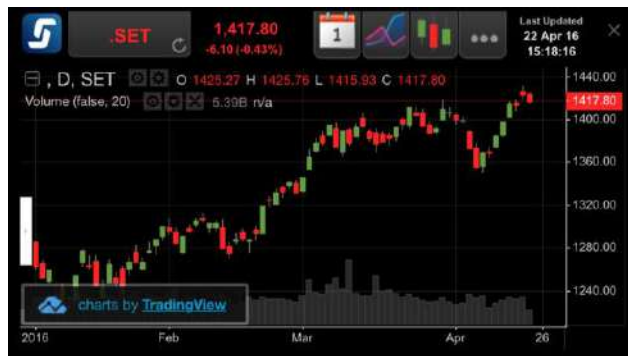 .SET
1,417.80
-6.10 (-0.43%)
1
Last Updated
22 Apr 16
15:18:16
, D, SET O 1425.27 H 1425.76 L 1415.93 C 1417.80
Volume (false, 20) 5.39B n/a
1440.00
1417.80
1400.00
1360.00
1320.00
1280.00
1240.00
charts by TradingView
2016 Feb Mar Apr 26